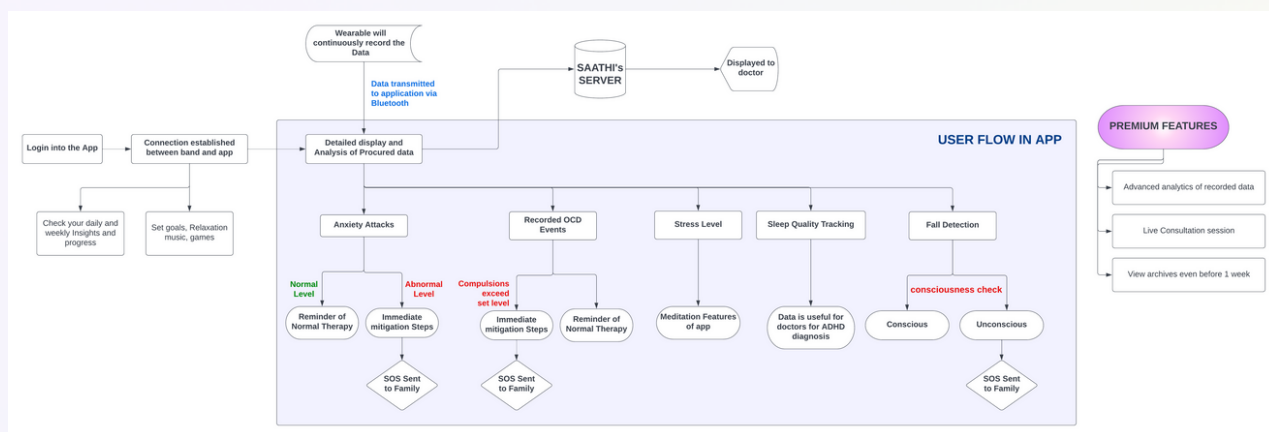 Wearable will
continuously record the
Data
Data transmitted
to application via
Bluetooth
SAATHI's
SERVER
Displayed to
doctor
Login into the App
Connection established
between band and app
Detailed display and
Analysis of Procured data
USER FLOW IN APP
PREMIUM FEATURES
Check your daily and
weekly Insights and
progress
Set goals, Relaxation
music, games
Anxiety Attacks
Recorded OCD
Events
Stress Level
Sleep Quality Tracking
Fall Detection
Advanced analytics of recorded data
Live Consultation session
View archives even before 1 week
Normal
Level
Abnormal
Level
Compulsions
exceed
set level
consciousness check
Reminder of
Normal Therapy
Immediate
mitigation Steps
Immediate
mitigation Steps
Reminder of
Normal Therapy
Meditation Features
of app
Data is useful for
doctors for ADHD
diagnosis
Conscious
Unconscious
SOS Sent
to Family
SOS Sent
to Family
SOS Sent
to Family